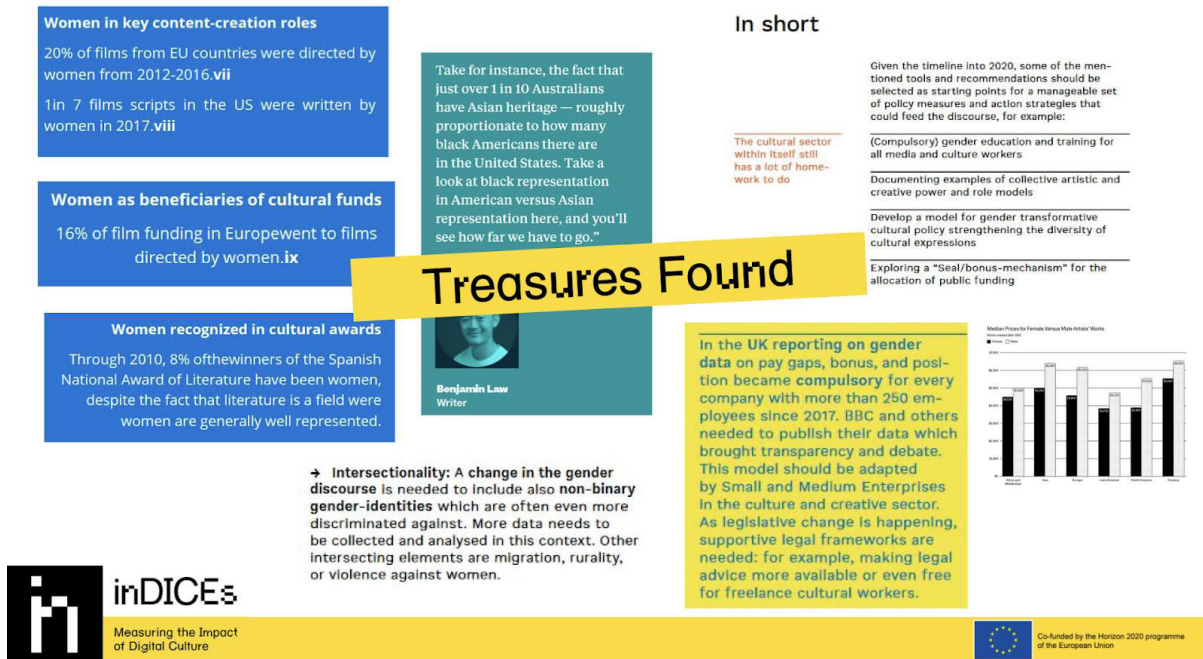 Women in key content-creation roles
20% of films from EU countries were directed by
women from 2012-2016.vii
1in 7 films scripts in the US were written by
women in 2017.viii
Women as beneficiaries of cultural funds
16% of film funding in Europewent to films
directed by women.ix
Women recognized in cultural awards
Through 2010, 8% ofthewinners of the Spanish
National Award of Literature have been women,
despite the fact that literature is a field were
women are generally well represented.
Take for instance, the fact that
just over 1 in 10 Australians
have Asian heritage — roughly
proportionate to how many
black Americans there are
in the United States. Take a
look at black representation
in American versus Asian
representation here, and you'll
see how far we have to go.”
Benjamin Law
Writer
Treasures Found
In short
The cultural sector
within itself still
has a lot of home-
work to do
Given the timeline into 2020, some of the men-
tioned tools and recommendations should be
selected as starting points for a manageable set
of policy measures and action strategies that
could feed the discourse, for example:
(Compulsory) gender education and training for
all media and culture workers
Documenting examples of collective artistic and
creative power and role models
Develop a model for gender transformative
cultural policy strengthening the diversity of
cultural expressions
Exploring a “Seal/bonus-mechanism” for the
allocation of public funding
→ Intersectionality: A change in the gender
discourse is needed to include also non-binary
gender-identities which are often even more
discriminated against. More data needs to
be collected and analysed in this context. Other
intersecting elements are migration, rurality,
or violence against women.
In the UK reporting on gender
data on pay gaps, bonus, and posi-
tion became compulsory for every
company with more than 250 em-
ployees since 2017. BBC and others
needed to publish their data which
brought transparency and debate.
This model should be adapted
by Small and Medium Enterprises
in the culture and creative sector.
As legislative change is happening,
supportive legal frameworks are
needed: for example, making legal
advice more available or even free
for freelance cultural workers.
Median Prices for Female Versus Male Artists' Works
in
inDICEs
Measuring the Impact
of Digital Culture
Co-funded by the Horizon 2020 programme
of the European Union